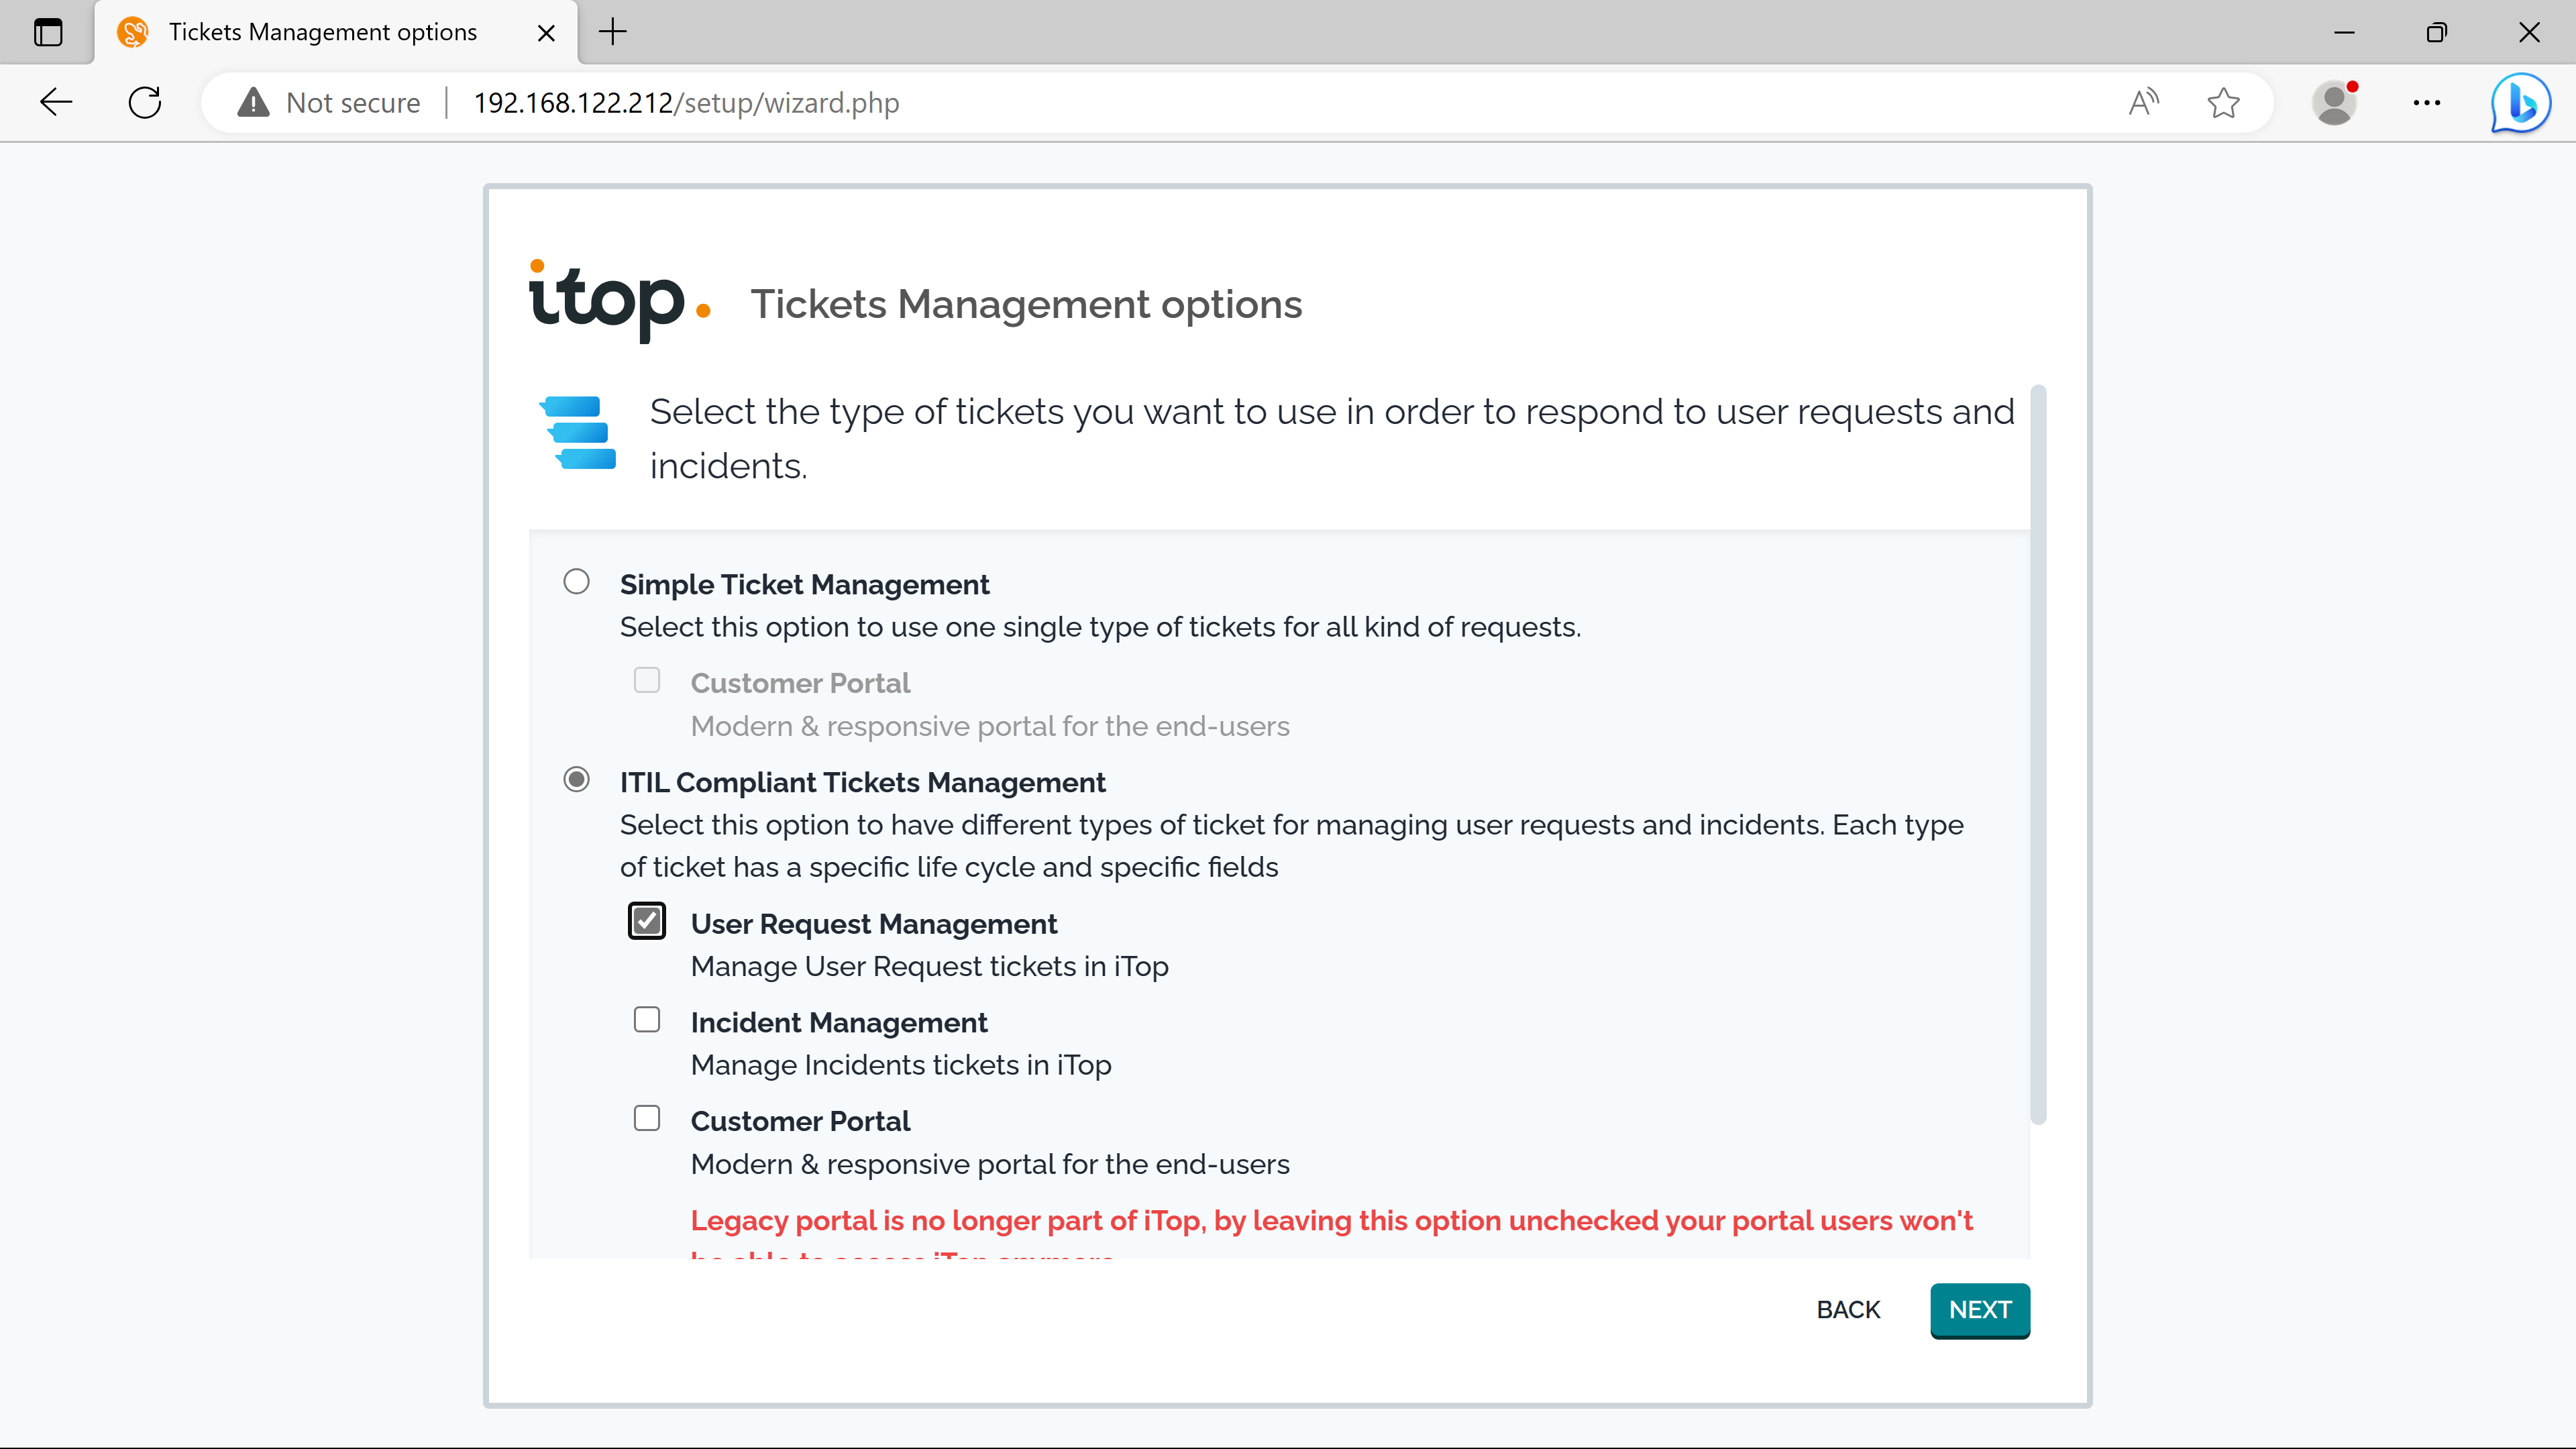 Tickets Management options
Not secure
192.168.122.212/setup/wizard.php
itop
Tickets Management options
Select the type of tickets you want to use in order to respond to user requests and
incidents.
Simple Ticket Management
Select this option to use one single type of tickets for all kind of requests.
Customer Portal
Modern & responsive portal for the end-users
ITIL Compliant Tickets Management
Select this option to have different types of ticket for managing user requests and incidents. Each type
of ticket has a specific life cycle and specific fields
User Request Management
Manage User Request tickets in iTop
Incident Management
Manage Incidents tickets in iTop
Customer Portal
Modern & responsive portal for the end-users
Legacy portal is no longer part of iTop, by leaving this option unchecked your portal users won't
be able to access iTop anymore
BACK
NEXT